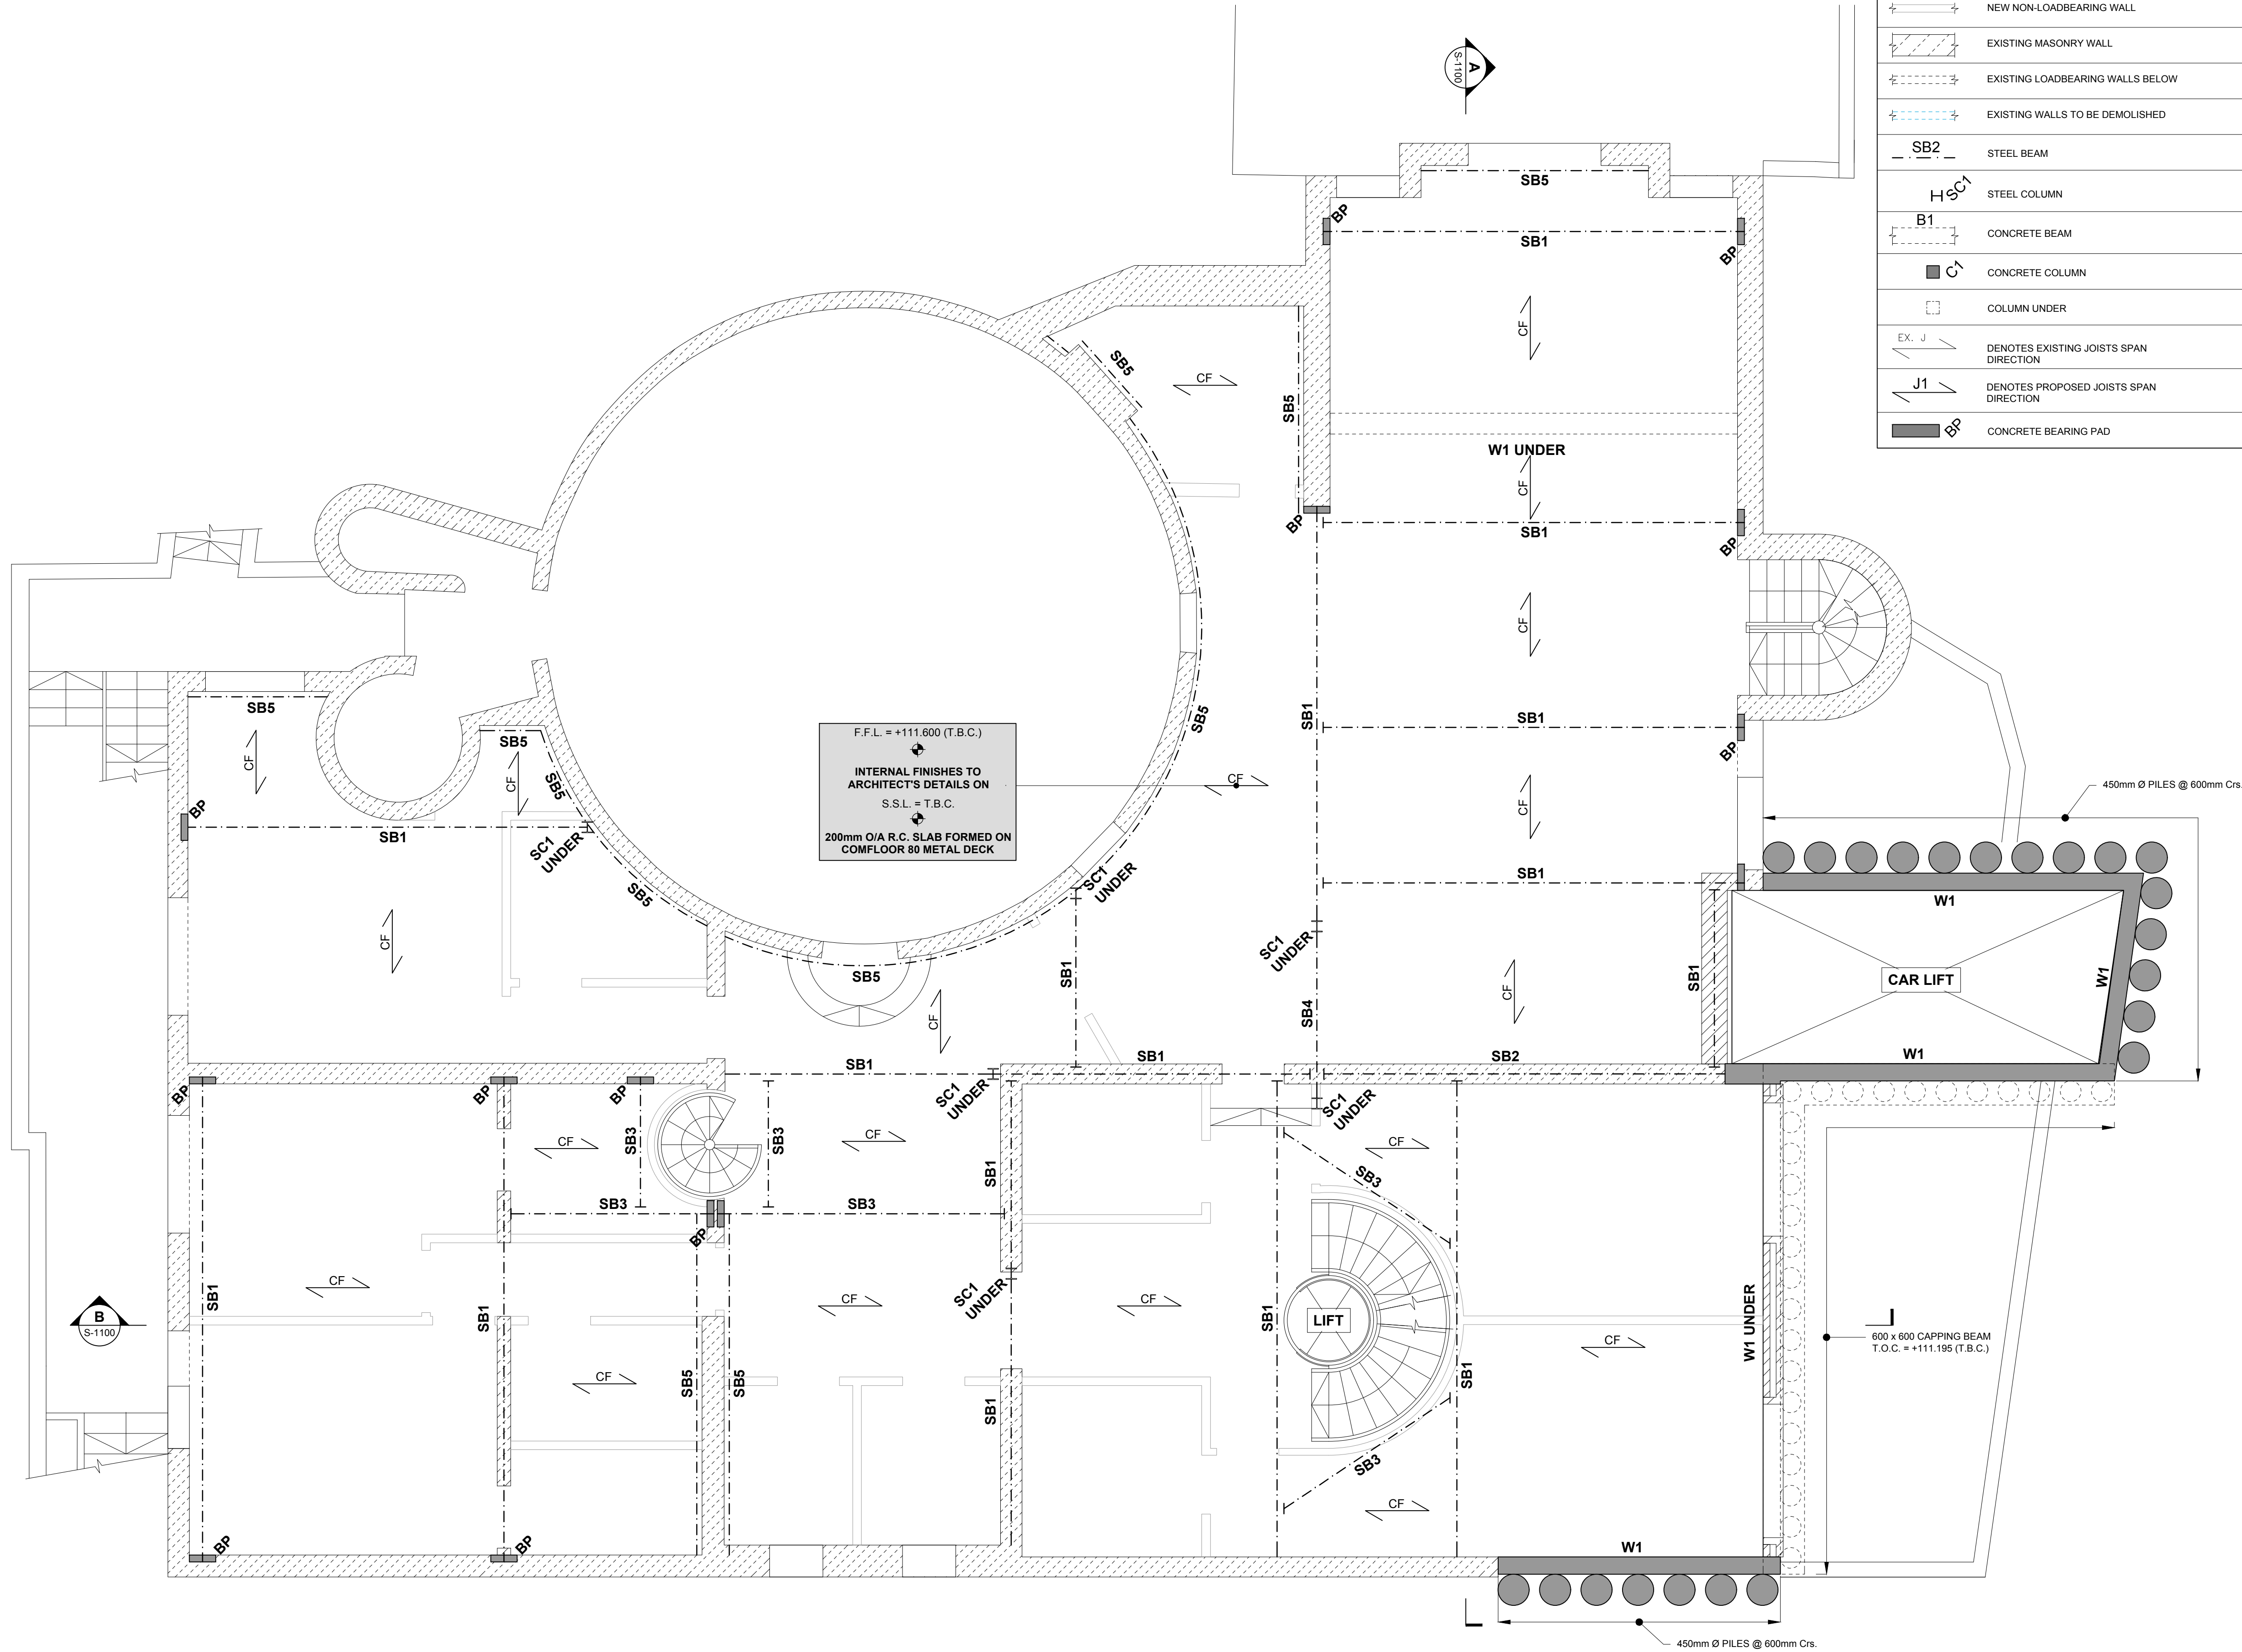 NEW NON-LOADBEARING WALL
EXISTING MASONRY WALL
EXISTING LOADBEARING WALLS BELOW
EXISTING WALLS TO BE DEMOLISHED
SB2
STEEL BEAM
SC1
STEEL COLUMN
B1
CONCRETE BEAM
C1
CONCRETE COLUMN
COLUMN UNDER
EX. J
DENOTES EXISTING JOISTS SPAN
DIRECTION
J1
DENOTES PROPOSED JOISTS SPAN
DIRECTION
BP
CONCRETE BEARING PAD
A
S-1100
SB5
BP
SB1
BP
CF
SB5
CF
SB5
W1 UNDER
CF
BP
SB1
BP
CF
SB5
SB1
SB1
BP
SB5
CF
SB5
CF
SB5
BP
SB1
SC1
UNDER
F.F.L. = +111.600 (T.B.C.)
INTERNAL FINISHES TO
ARCHITECT'S DETAILS ON
S.S.L. = T.B.C.
200mm O/A R.C. SLAB FORMED ON
COMFLOOR 80 METAL DECK
CF
CF
450mm Ø PILES @ 600mm Crs.
SB1
SC1
UNDER
SB5
CF
W1
SC1
UNDER
SB5
SB1
CF
SB1
CAR LIFT
W1
CF
SB4
SB1
SB1
SB2
W1
BP
BP
BP
SC1
UNDER
SC1
UNDER
CF
SB3
SB3
CF
SB1
CF
SB3
SB3
SB3
BP
SC1
UNDER
CF
SB1
SB1
CF
CF
SB1
LIFT
SB1
CF
W1 UNDER
600 x 600 CAPPING BEAM
T.O.C. = +111.195 (T.B.C.)
B
S-1100
CF
SB5
SB5
SB1
SB3
CF
BP
BP
W1
450mm Ø PILES @ 600mm Crs.